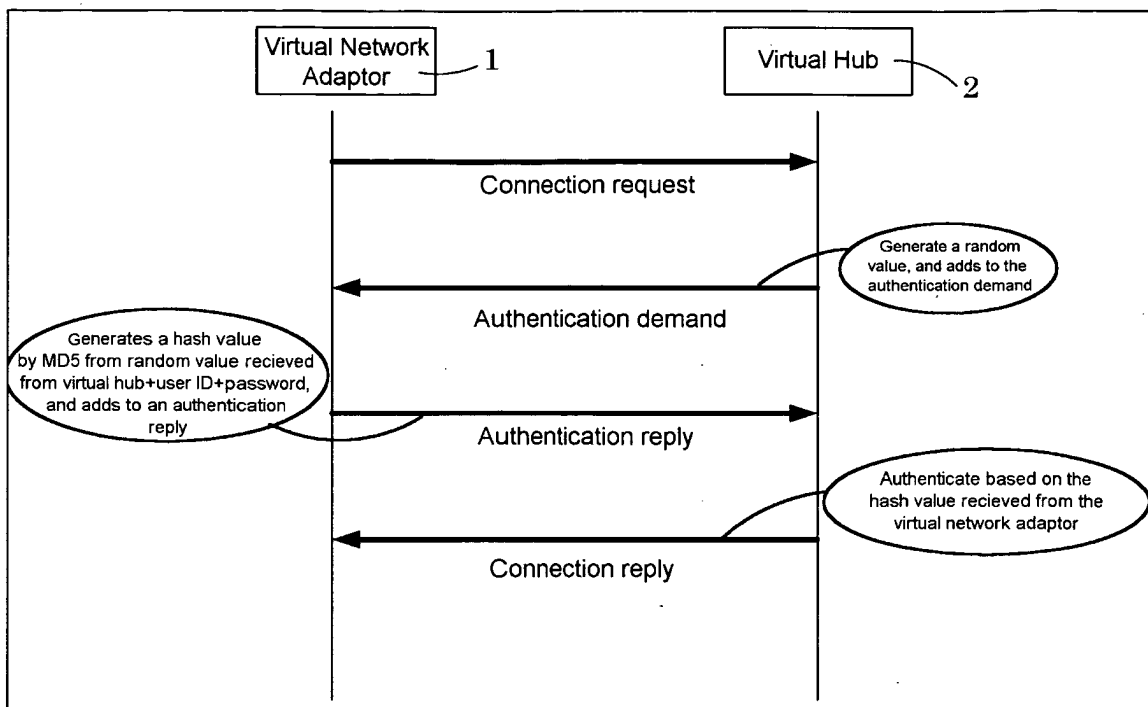 Virtual Network
Adaptor
1
Virtual Hub
2
Connection request
Generate a random
value, and adds to the
authentication demand
Authentication demand
Generates a hash value
by MD5 from random value recieved
from virtual hub+user ID+password,
and adds to an authentication
reply
Authentication reply
Authenticate based on the
hash value recieved from the
virtual network adaptor
Connection reply